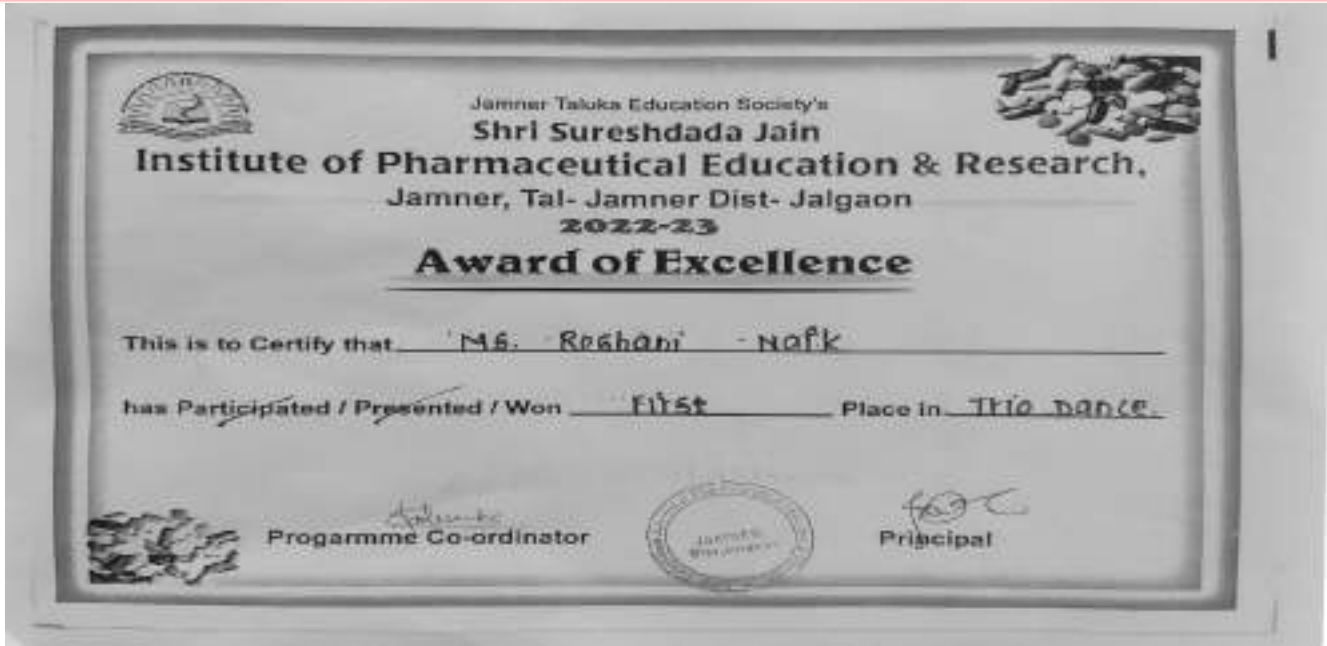 Jamner Taluka Education Society's
Shri Sureshdada Jain
Institute of Pharmaceutical Education & Research,
Jamner, Tal- Jamner Dist- Jalgaon
2022-23
Award of Excellence
This is to Certify that Ms. Roshani Naik
has Participated / Presented / Won First Place in Trio Dance.
Progarmme Co-ordinator
Principal